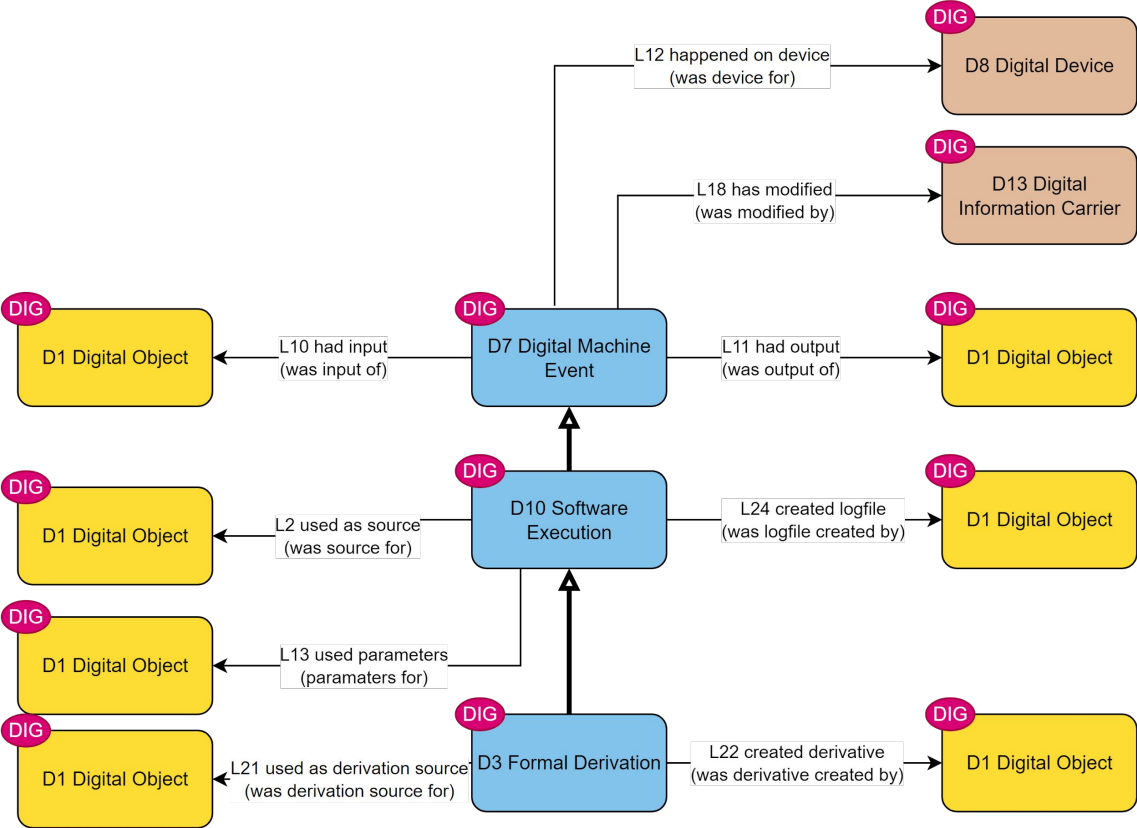 DIG
L12 happened on device
(was device for)
D8 Digital Device
DIG
L18 has modified
(was modified by)
D13 Digital
Information Carrier
DIG
D1 Digital Object
L10 had input
(was input of)
DIG
D7 Digital Machine
Event
L11 had output
(was output of)
DIG
D1 Digital Object
DIG
D1 Digital Object
L2 used as source
(was source for)
DIG
D10 Software
Execution
L24 created logfile
(was logfile created by)
DIG
D1 Digital Object
DIG
D1 Digital Object
L13 used parameters
(paramaters for)
DIG
D1 Digital Object
L21 used as derivation source
(was derivation source for)
DIG
D3 Formal Derivation
L22 created derivative
(was derivative created by)
DIG
D1 Digital Object